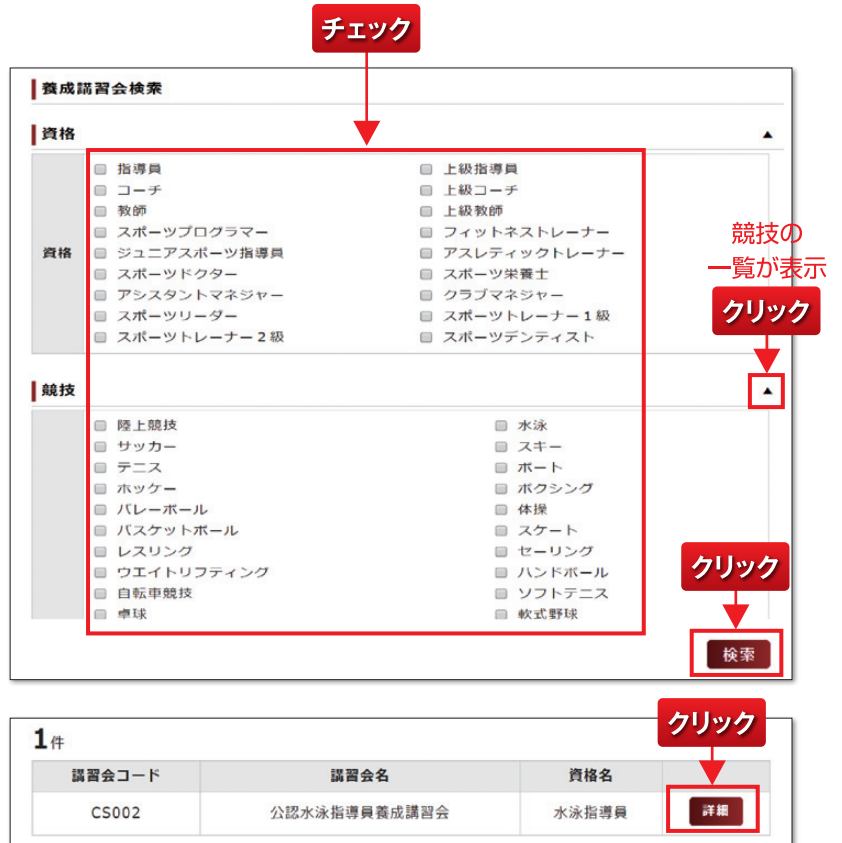 チェック
養成講習会検索
資格 ▲
資格
指導員 上級指導員
コーチ 上級コーチ
教師 上級教師
スポーツプログラマー フィットネストレーナー
ジュニアスポーツ指導員 アスレティックトレーナー
スポーツドクター スポーツ栄養士
アシスタントマネジャー クラブマネジャー
スポーツリーダー スポーツトレーナー1級
スポーツトレーナー2級 スポーツデンティスト
競技の
一覧が表示
クリック
競技 ▲
陸上競技 水泳
サッカー スキー
テニス ボート
ホッケー ボクシング
バレーボール 体操
バスケットボール スケート
レスリング セーリング
ウエイトリフティング ハンドボール
自転車競技 ソフトテニス
卓球 軟式野球
クリック
検索
クリック
1件
講習会コード 講習会名 資格名
CS002 公認水泳指導員養成講習会 水泳指導員 詳細